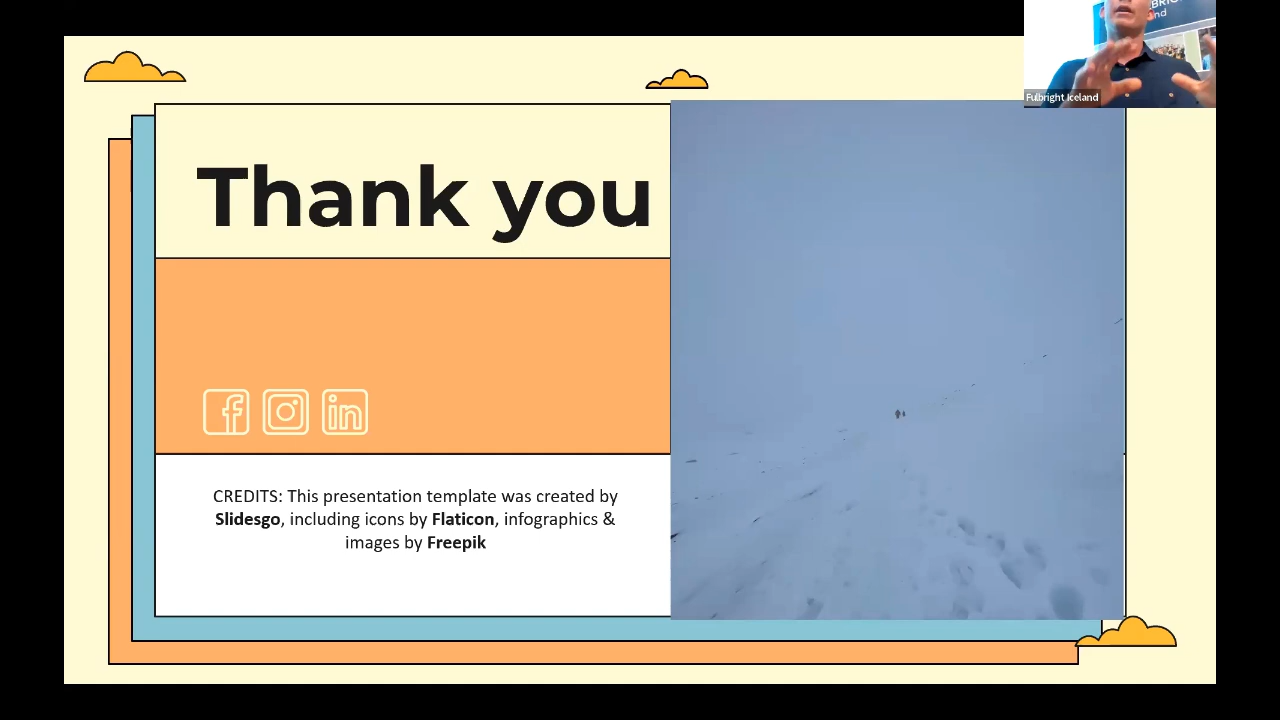 Fulbright Iceland
Thank you
CREDITS: This presentation template was created by
Slidesgo, including icons by Flaticon, infographics &
images by Freepik